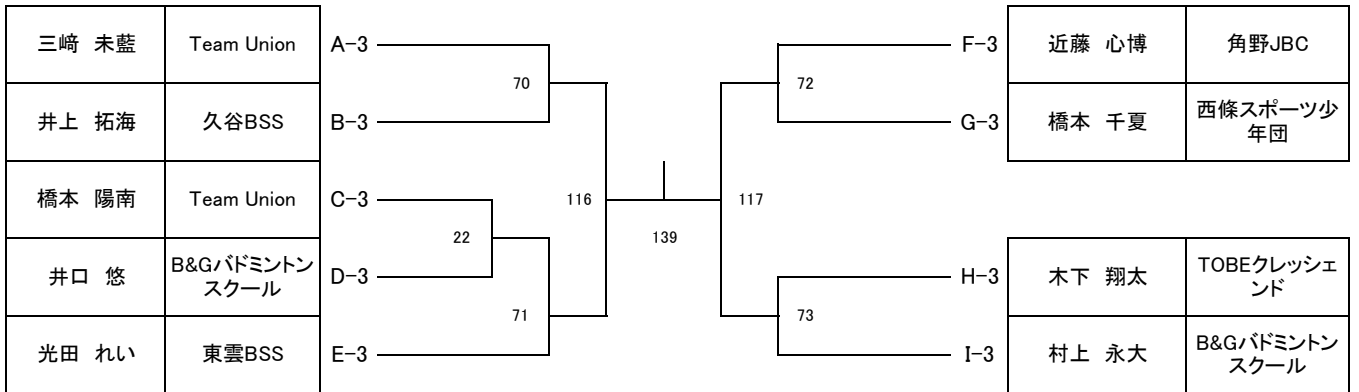 三﨑 未藍 Team Union A-3
井上 拓海 久谷BSS B-3
橋本 陽南 Team Union C-3
井口 悠 B&Gバドミントン
スクール D-3
光田 れい 東雲BSS E-3
70
22
71
116
139
117
72
73
F-3 近藤 心博 角野JBC
G-3 橋本 千夏 西條スポーツ少
年団
H-3 木下 翔太 TOBEクレッシェ
ンド
I-3 村上 永大 B&Gバドミントン
スクール